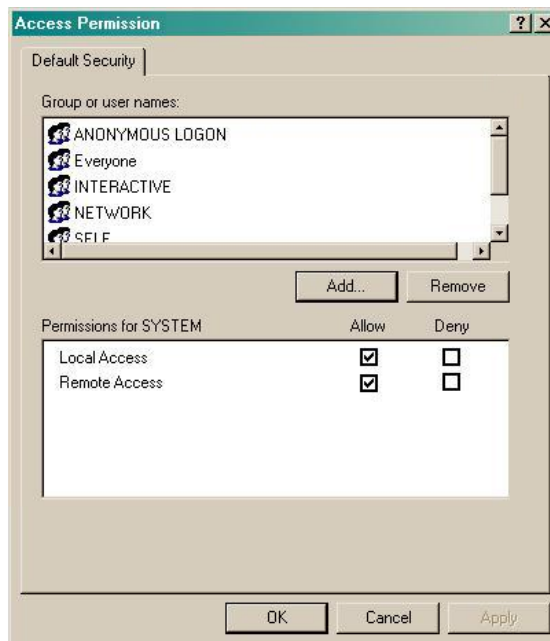 Access Permission
Default Security
Group or user names:
ANONYMOUS LOGON
Everyone
INTERACTIVE
NETWORK
SELF
Add... Remove
Permissions for SYSTEM Allow Deny
Local Access
Remote Access
OK Cancel Apply